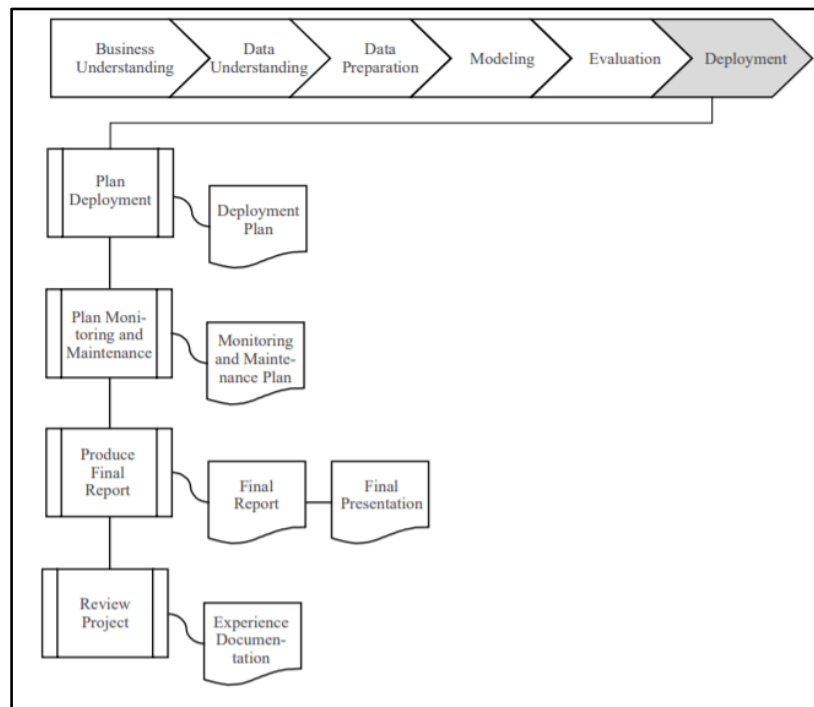 Business
Understanding
Data
Understanding
Data
Preparation
Modeling
Evaluation
Deployment
Plan
Deployment
Deployment
Plan
Plan Moni-
toring and
Maintenance
Monitoring
and Mainte-
nance Plan
Produce
Final
Report
Final
Report
Final
Presentation
Review
Project
Experience
Documen-
tation